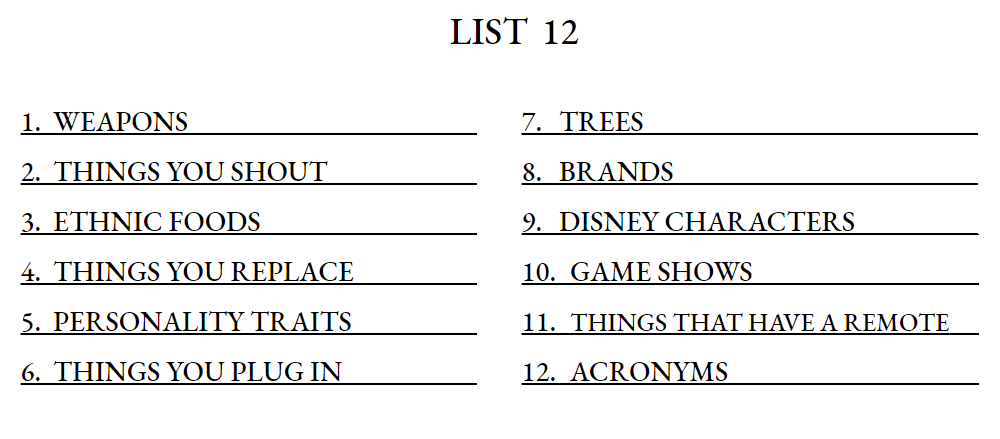 LIST 12
1. WEAPONS
2. THINGS YOU SHOUT
3. ETHNIC FOODS
4. THINGS YOU REPLACE
5. PERSONALITY TRAITS
6. THINGS YOU PLUG IN
7. TREES
8. BRANDS
9. DISNEY CHARACTERS
10. GAME SHOWS
11. THINGS THAT HAVE A REMOTE
12. ACRONYMS